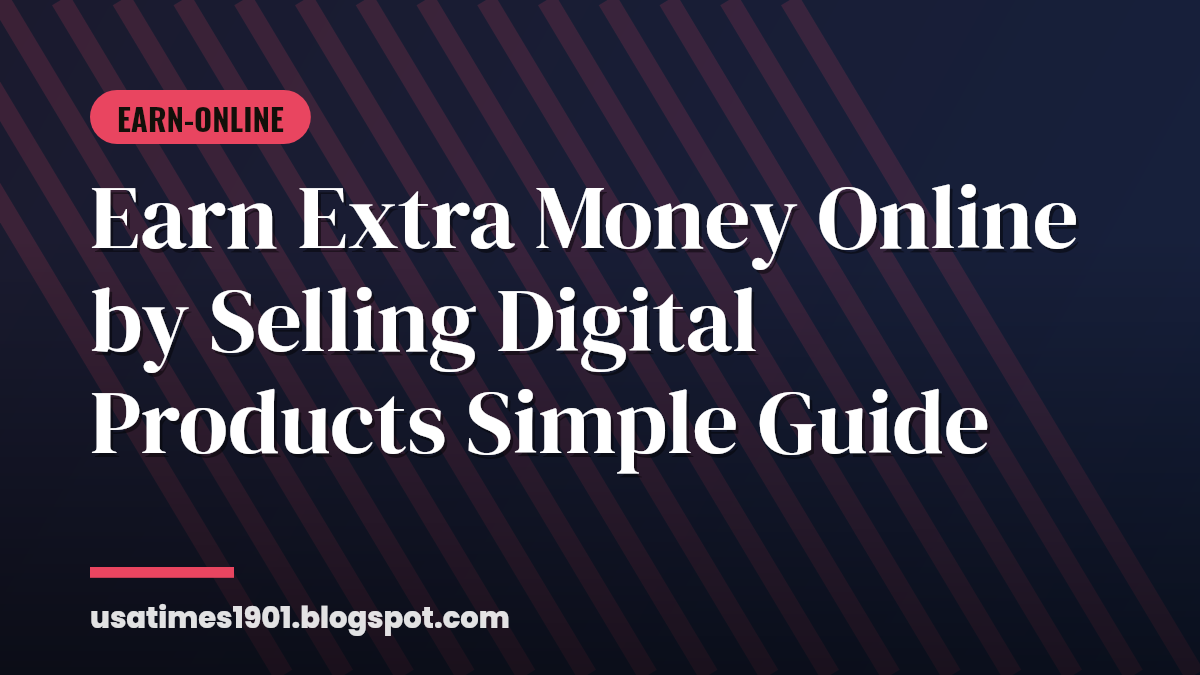 EARN-ONLINE
Earn Extra Money Online
by Selling Digital
Products Simple Guide
usatimes1901.blogspot.com